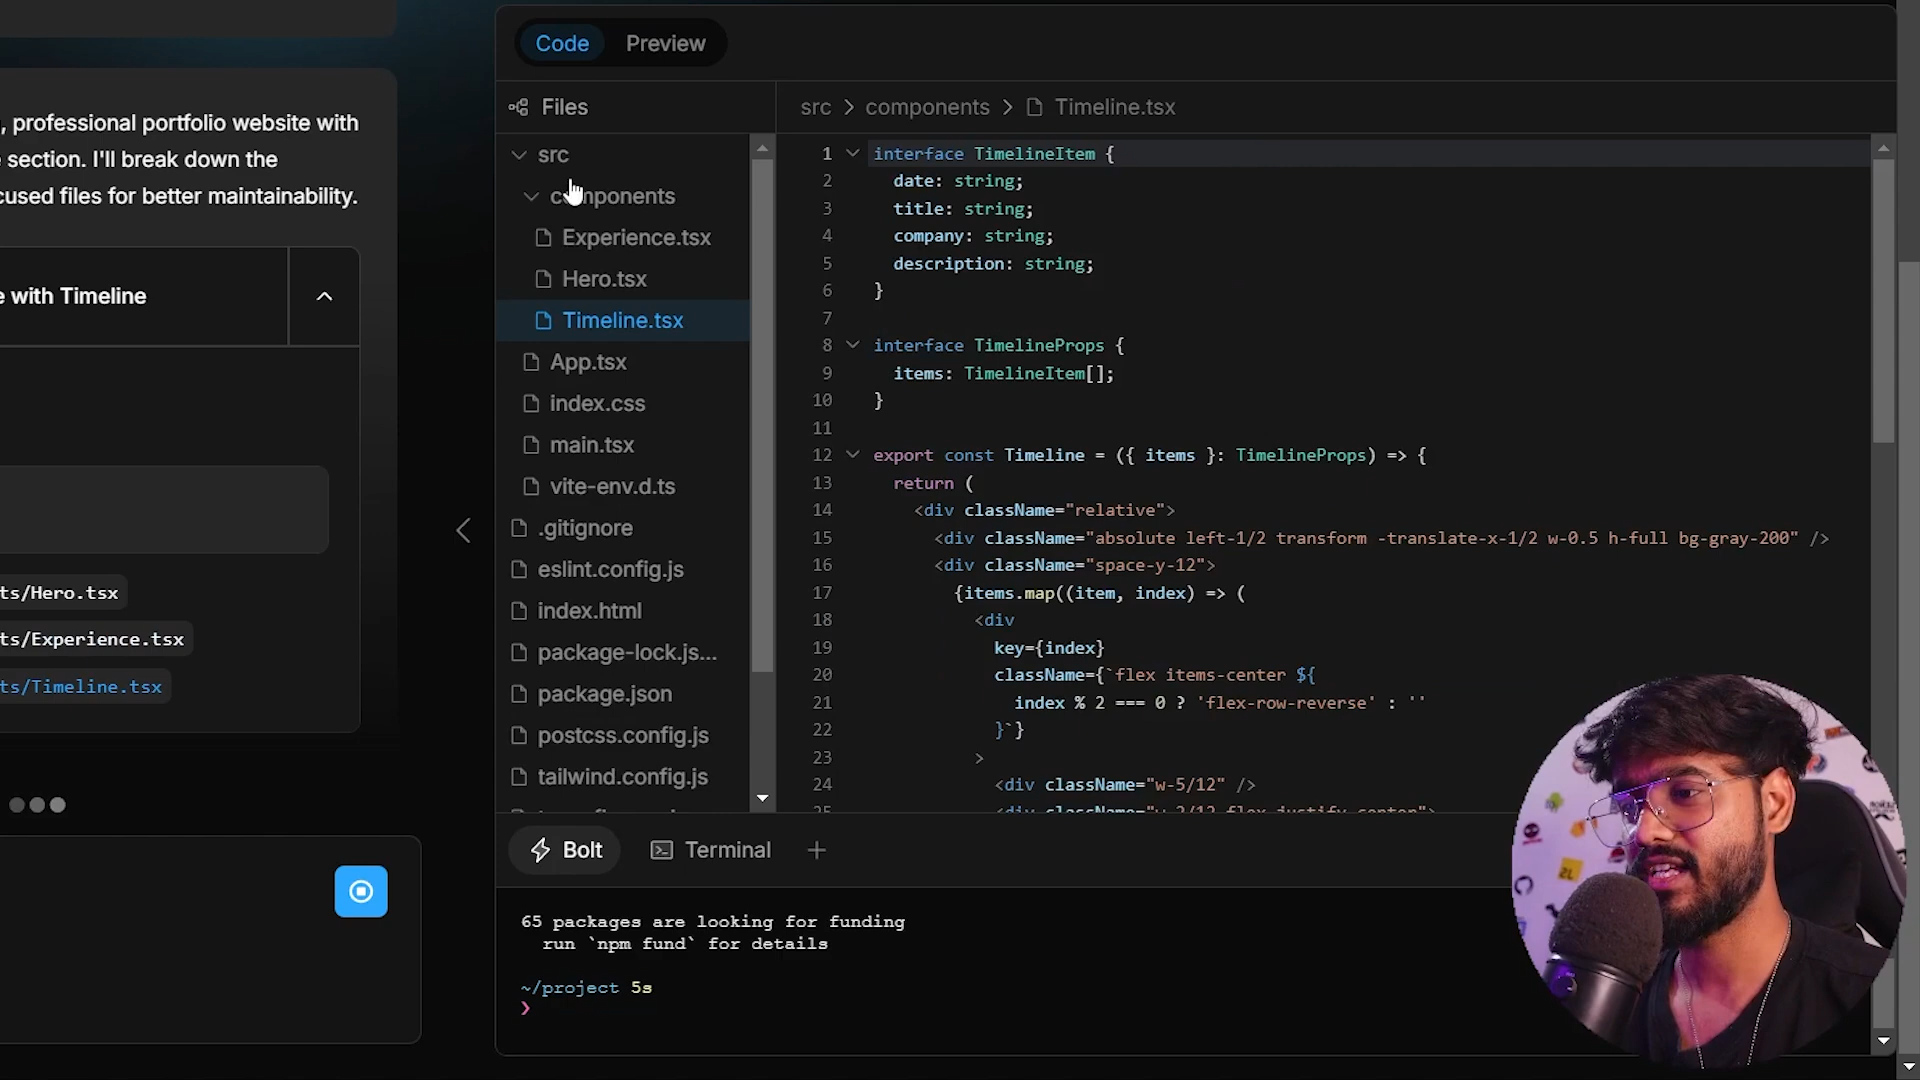 , professional portfolio website with
section. I'll break down the
cused files for better maintainability.
e with Timeline
ts/Hero.tsx
ts/Experience.tsx
ts/Timeline.tsx
Code Preview
Files
src
components
Experience.tsx
Hero.tsx
Timeline.tsx
App.tsx
index.css
main.tsx
vite-env.d.ts
.gitignore
eslint.config.js
index.html
package-lock.js...
package.json
postcss.config.js
tailwind.config.js
src > components > Timeline.tsx
1 interface TimelineItem {
2 date: string;
3 title: string;
4 company: string;
5 description: string;
6 }
7
8 interface TimelineProps {
9 items: TimelineItem[];
10 }
11
12 export const Timeline = ({ items }: TimelineProps) => {
13 return (
14 <div className="relative">
15 <div className="absolute left-1/2 transform -translate-x-1/2 w-0.5 h-full bg-gray-200" />
16 <div className="space-y-12">
17 {items.map((item, index) => (
18 <div
19 key={index}
20 className={`flex items-center ${
21 index % 2 === 0 ? 'flex-row-reverse' : ''
22 }`}
23 >
24 <div className="w-5/12" />
25 <div className="w-2/12 flex justify-center">
Bolt Terminal +
65 packages are looking for funding
run `npm fund` for details
~/project 5s
❯